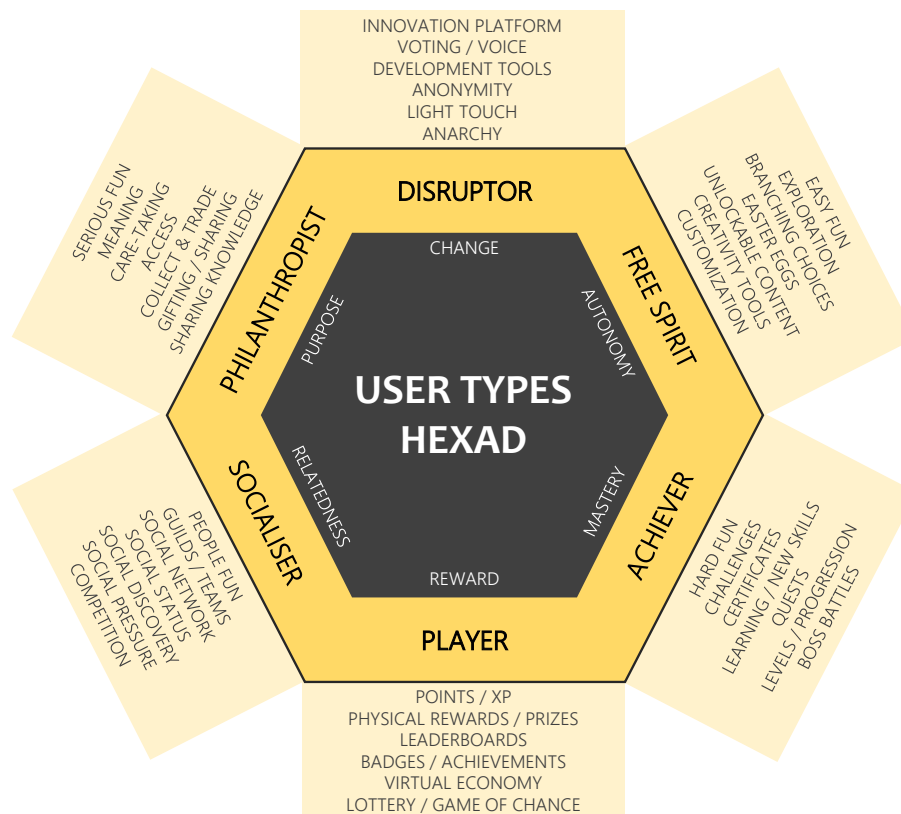 INNOVATION PLATFORM
VOTING / VOICE
DEVELOPMENT TOOLS
ANONYMITY
LIGHT TOUCH
ANARCHY
DISRUPTOR
CHANGE
EASY FUN
EXPLORATION
BRANCHING CHOICES
EASTER EGGS
UNLOCKABLE CONTENT
CREATIVITY TOOLS
CUSTOMIZATION
FREE SPIRIT
AUTONOMY
HARD FUN
CHALLENGES
CERTIFICATES
LEARNING / NEW SKILLS
QUESTS
LEVELS / PROGRESSION
BOSS BATTLES
ACHIEVER
MASTERY
REWARD
PLAYER
POINTS / XP
PHYSICAL REWARDS / PRIZES
LEADERBOARDS
BADGES / ACHIEVEMENTS
VIRTUAL ECONOMY
LOTTERY / GAME OF CHANCE
PEOPLE FUN
GUILDS / TEAMS
SOCIAL NETWORK
SOCIAL STATUS
SOCIAL DISCOVERY
SOCIAL PRESSURE
COMPETITION
SOCIALISER
RELATEDNESS
SERIOUS FUN
MEANING
CARE-TAKING
ACCESS
COLLECT & TRADE
GIFTING / SHARING
SHARING KNOWLEDGE
PHILANTHROPIST
PURPOSE
USER TYPES
HEXAD